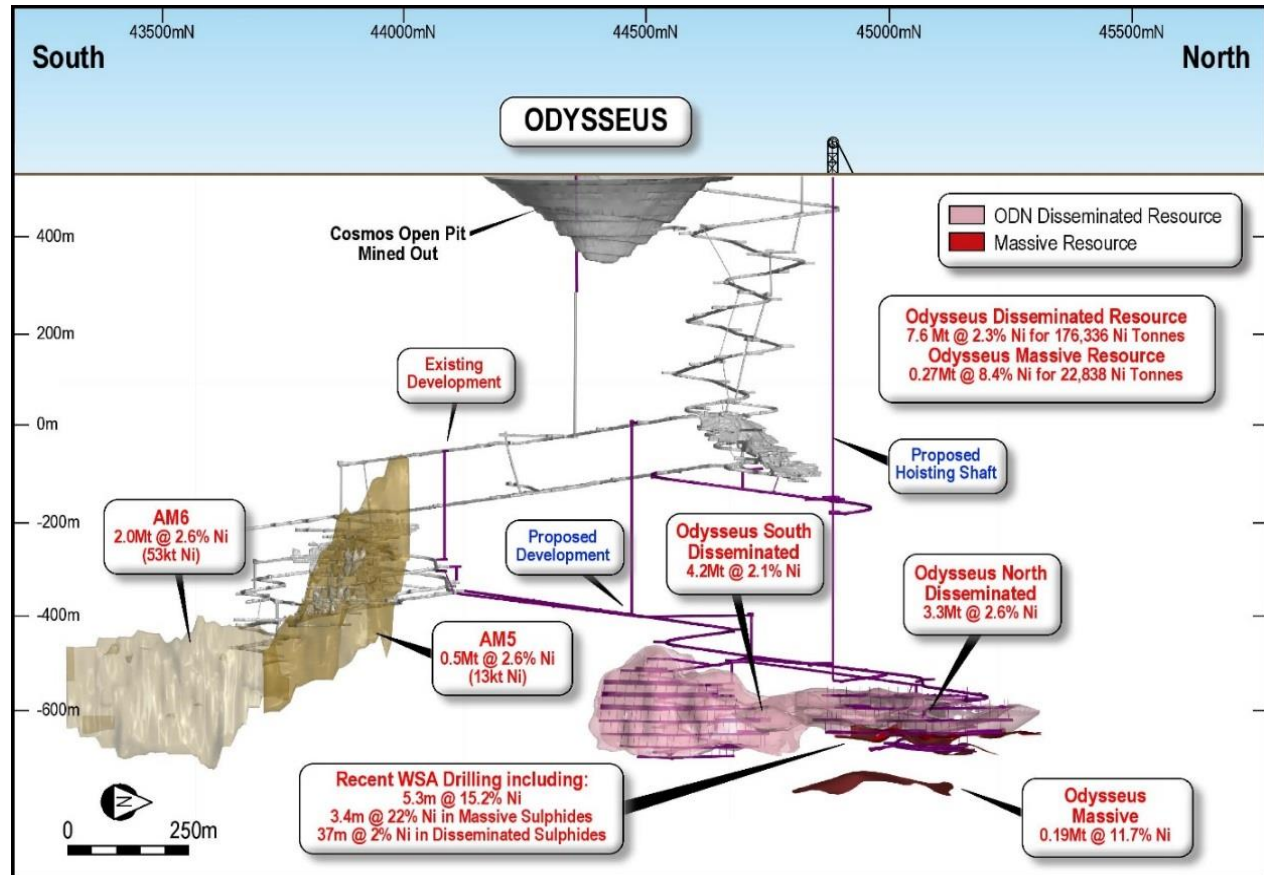 43500mN
44000mN
44500mN
45000mN
45500mN
South
North
ODYSSEUS
Cosmos Open Pit
Mined Out
ODN Disseminated Resource
Massive Resource
400m
200m
0m
-200m
-400m
-600m
Odysseus Disseminated Resource
7.6 Mt @ 2.3% Ni for 176,336 Ni Tonnes
Odysseus Massive Resource
0.27Mt @ 8.4% Ni for 22,838 Ni Tonnes
Existing
Development
Proposed
Hoisting Shaft
AM6
2.0Mt @ 2.6% Ni
(53kt Ni)
Proposed
Development
Odysseus South
Disseminated
4.2Mt @ 2.1% Ni
Odysseus North
Disseminated
3.3Mt @ 2.6% Ni
AM5
0.5Mt @ 2.6% Ni
(13kt Ni)
Recent WSA Drilling including:
5.3m @ 15.2% Ni
3.4m @ 22% Ni in Massive Sulphides
37m @ 2% Ni in Disseminated Sulphides
Odysseus
Massive
0.19Mt @ 11.7% Ni
N
0 250m